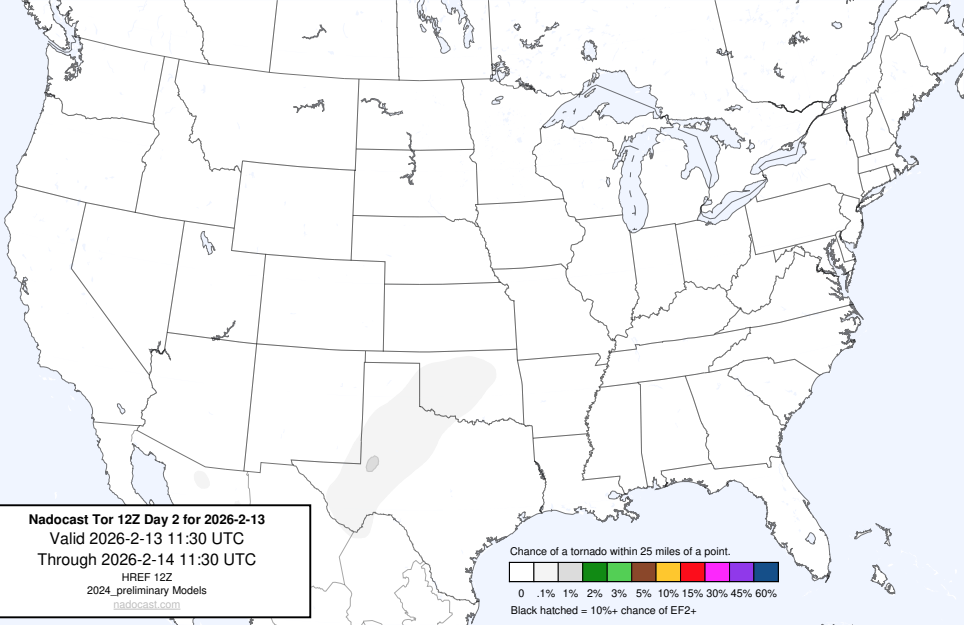 Nadocast Tor 12Z Day 2 for 2026-2-13
Valid 2026-2-13 11:30 UTC
Through 2026-2-14 11:30 UTC
HREF 12Z
2024_preliminary Models
nadocast.com
Chance of a tornado within 25 miles of a point.
0 .1% 1% 2% 3% 5% 10% 15% 30% 45% 60%
Black hatched = 10%+ chance of EF2+